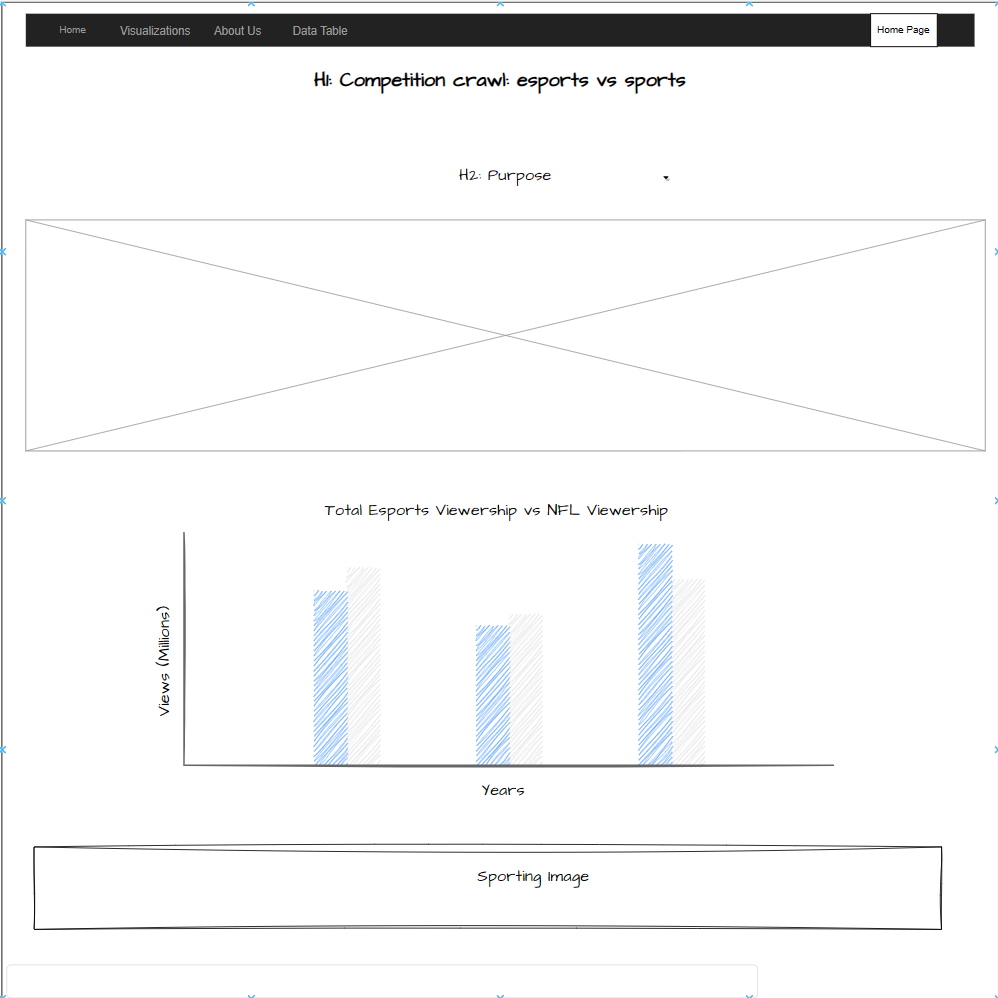 Home Visualizations About Us Data Table Home Page
H1: Competition crawl: esports vs sports
H2: Purpose
Total Esports Viewership vs NFL Viewership
Views (Millions)
Years
Sporting Image